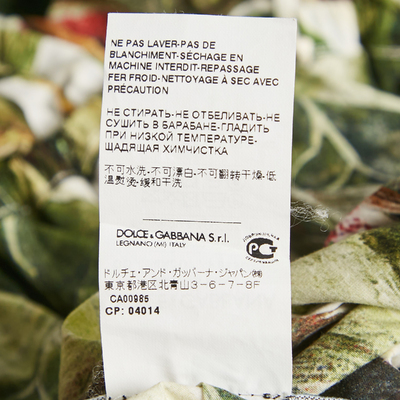 NE PAS LAVER-PAS DE
BLANCHIMENT-SÉCHAGE EN
MACHINE INTERDIT-REPASSAGE
FER FROID-NETTOYAGE À SEC AVEC
PRÉCAUTION
НЕ СТИРАТЬ-НЕ ОТБЕЛИВАТЬ-НЕ
СУШИТЬ В БАРАБАНЕ-ГЛАДИТЬ
ПРИ НИЗКОЙ ТЕМПЕРАТУРЕ-
ЩАДЯЩАЯ ХИМЧИСТКА
不可水洗-不可漂白-不可翻转干燥-低
温熨烫-缓和干洗
DOLCE & GABBANA S.r.l.
LEGNANO (MI) ITALY
PG
ドルチェ・アンド・ガッバーナ・ジャパン㈱
東京都港区北青山3-6-7-8F
CA00985
CP: 04014